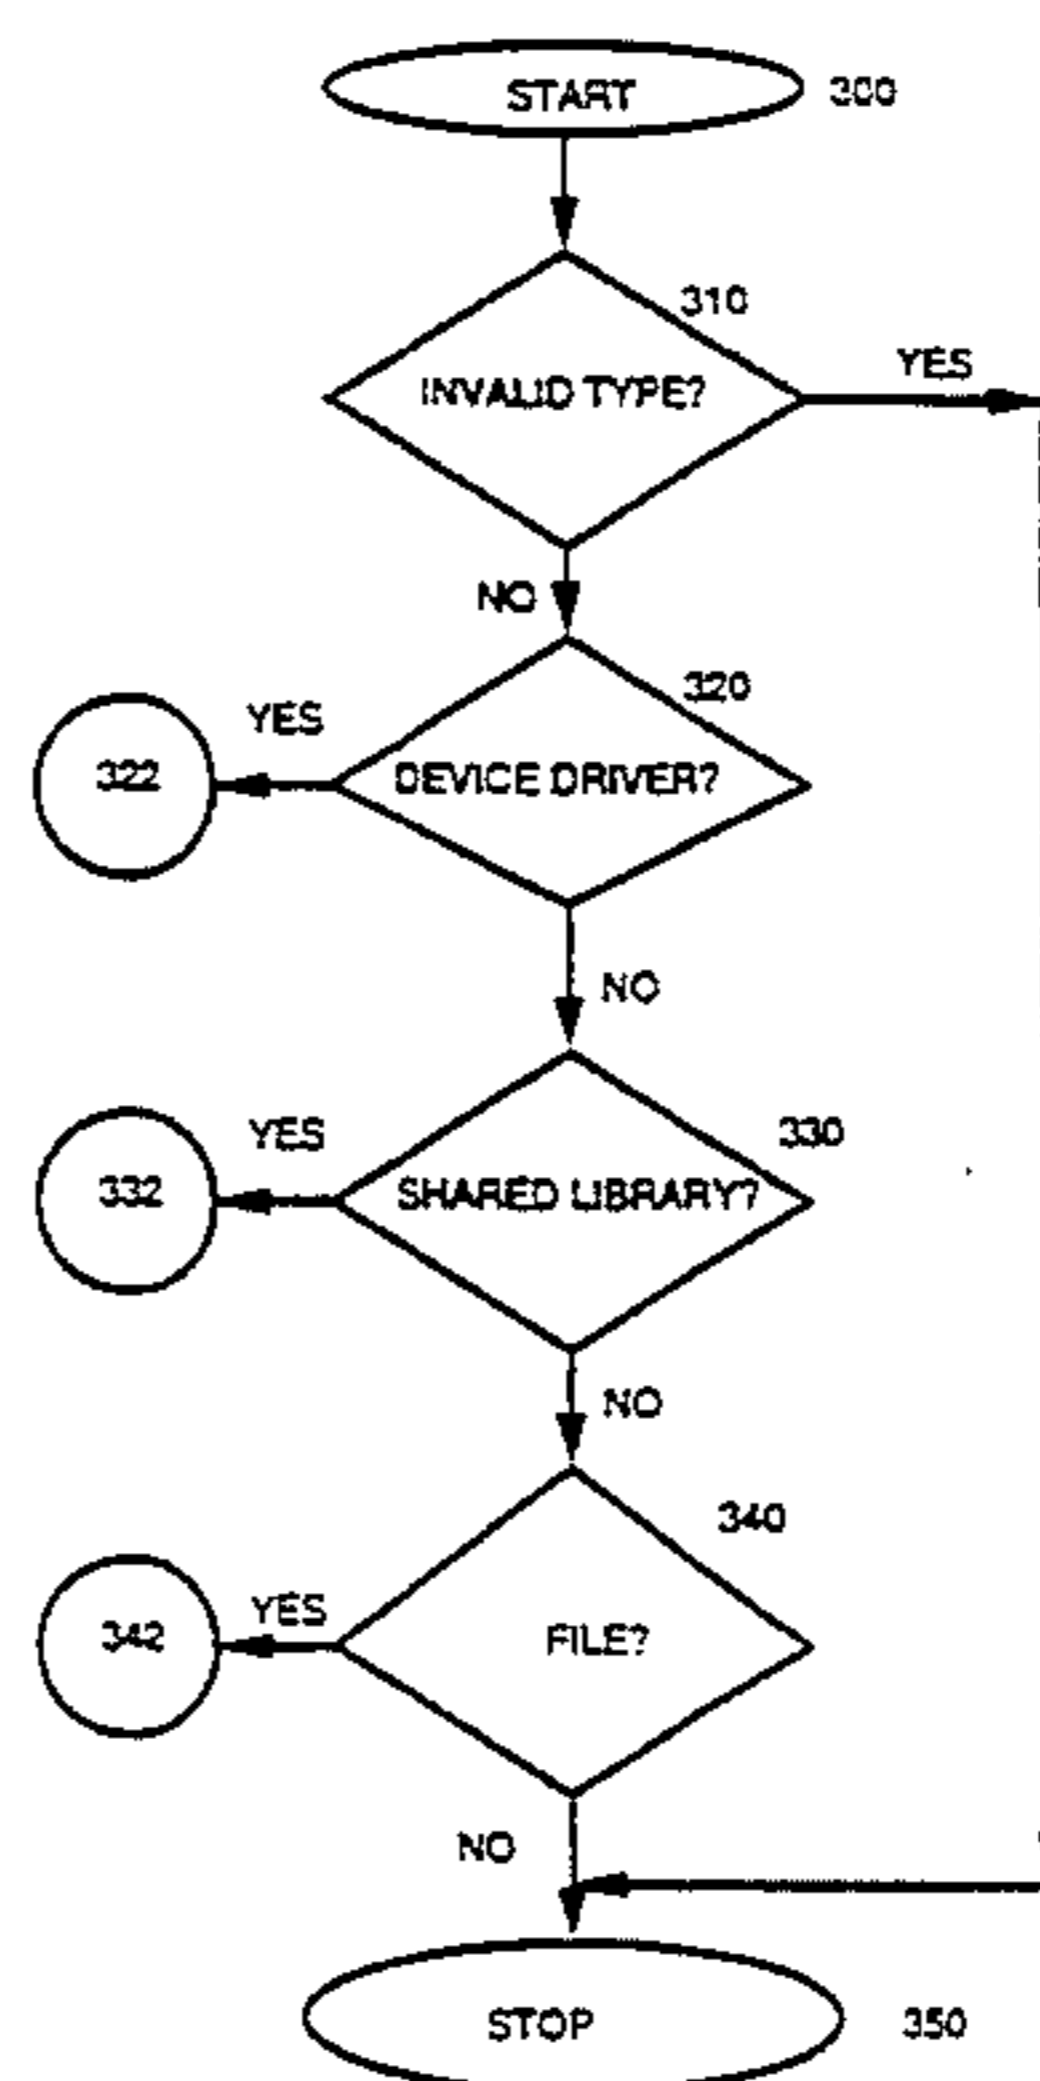 START
300
310
INVALID TYPE?
YES
NO
320
YES
322
DEVICE DRIVER?
NO
330
YES
332
SHARED LIBRARY?
NO
340
YES
342
FILE?
NO
STOP
350